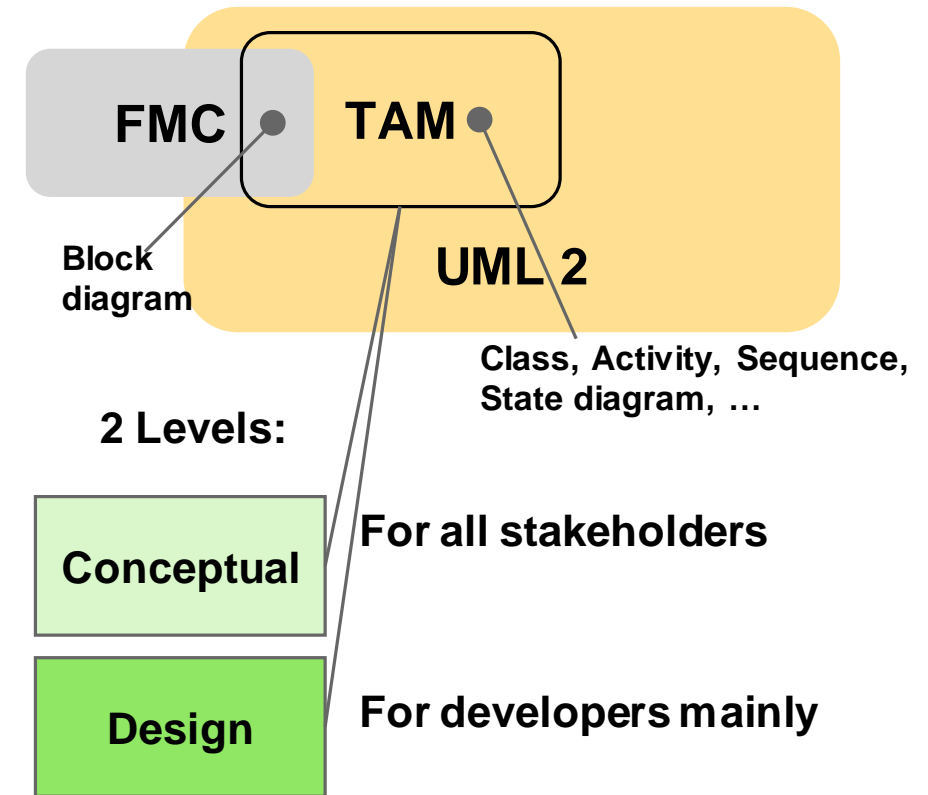 FMC
TAM
UML 2
Block
diagram
Class, Activity, Sequence,
State diagram, …
2 Levels:
Conceptual
For all stakeholders
Design
For developers mainly